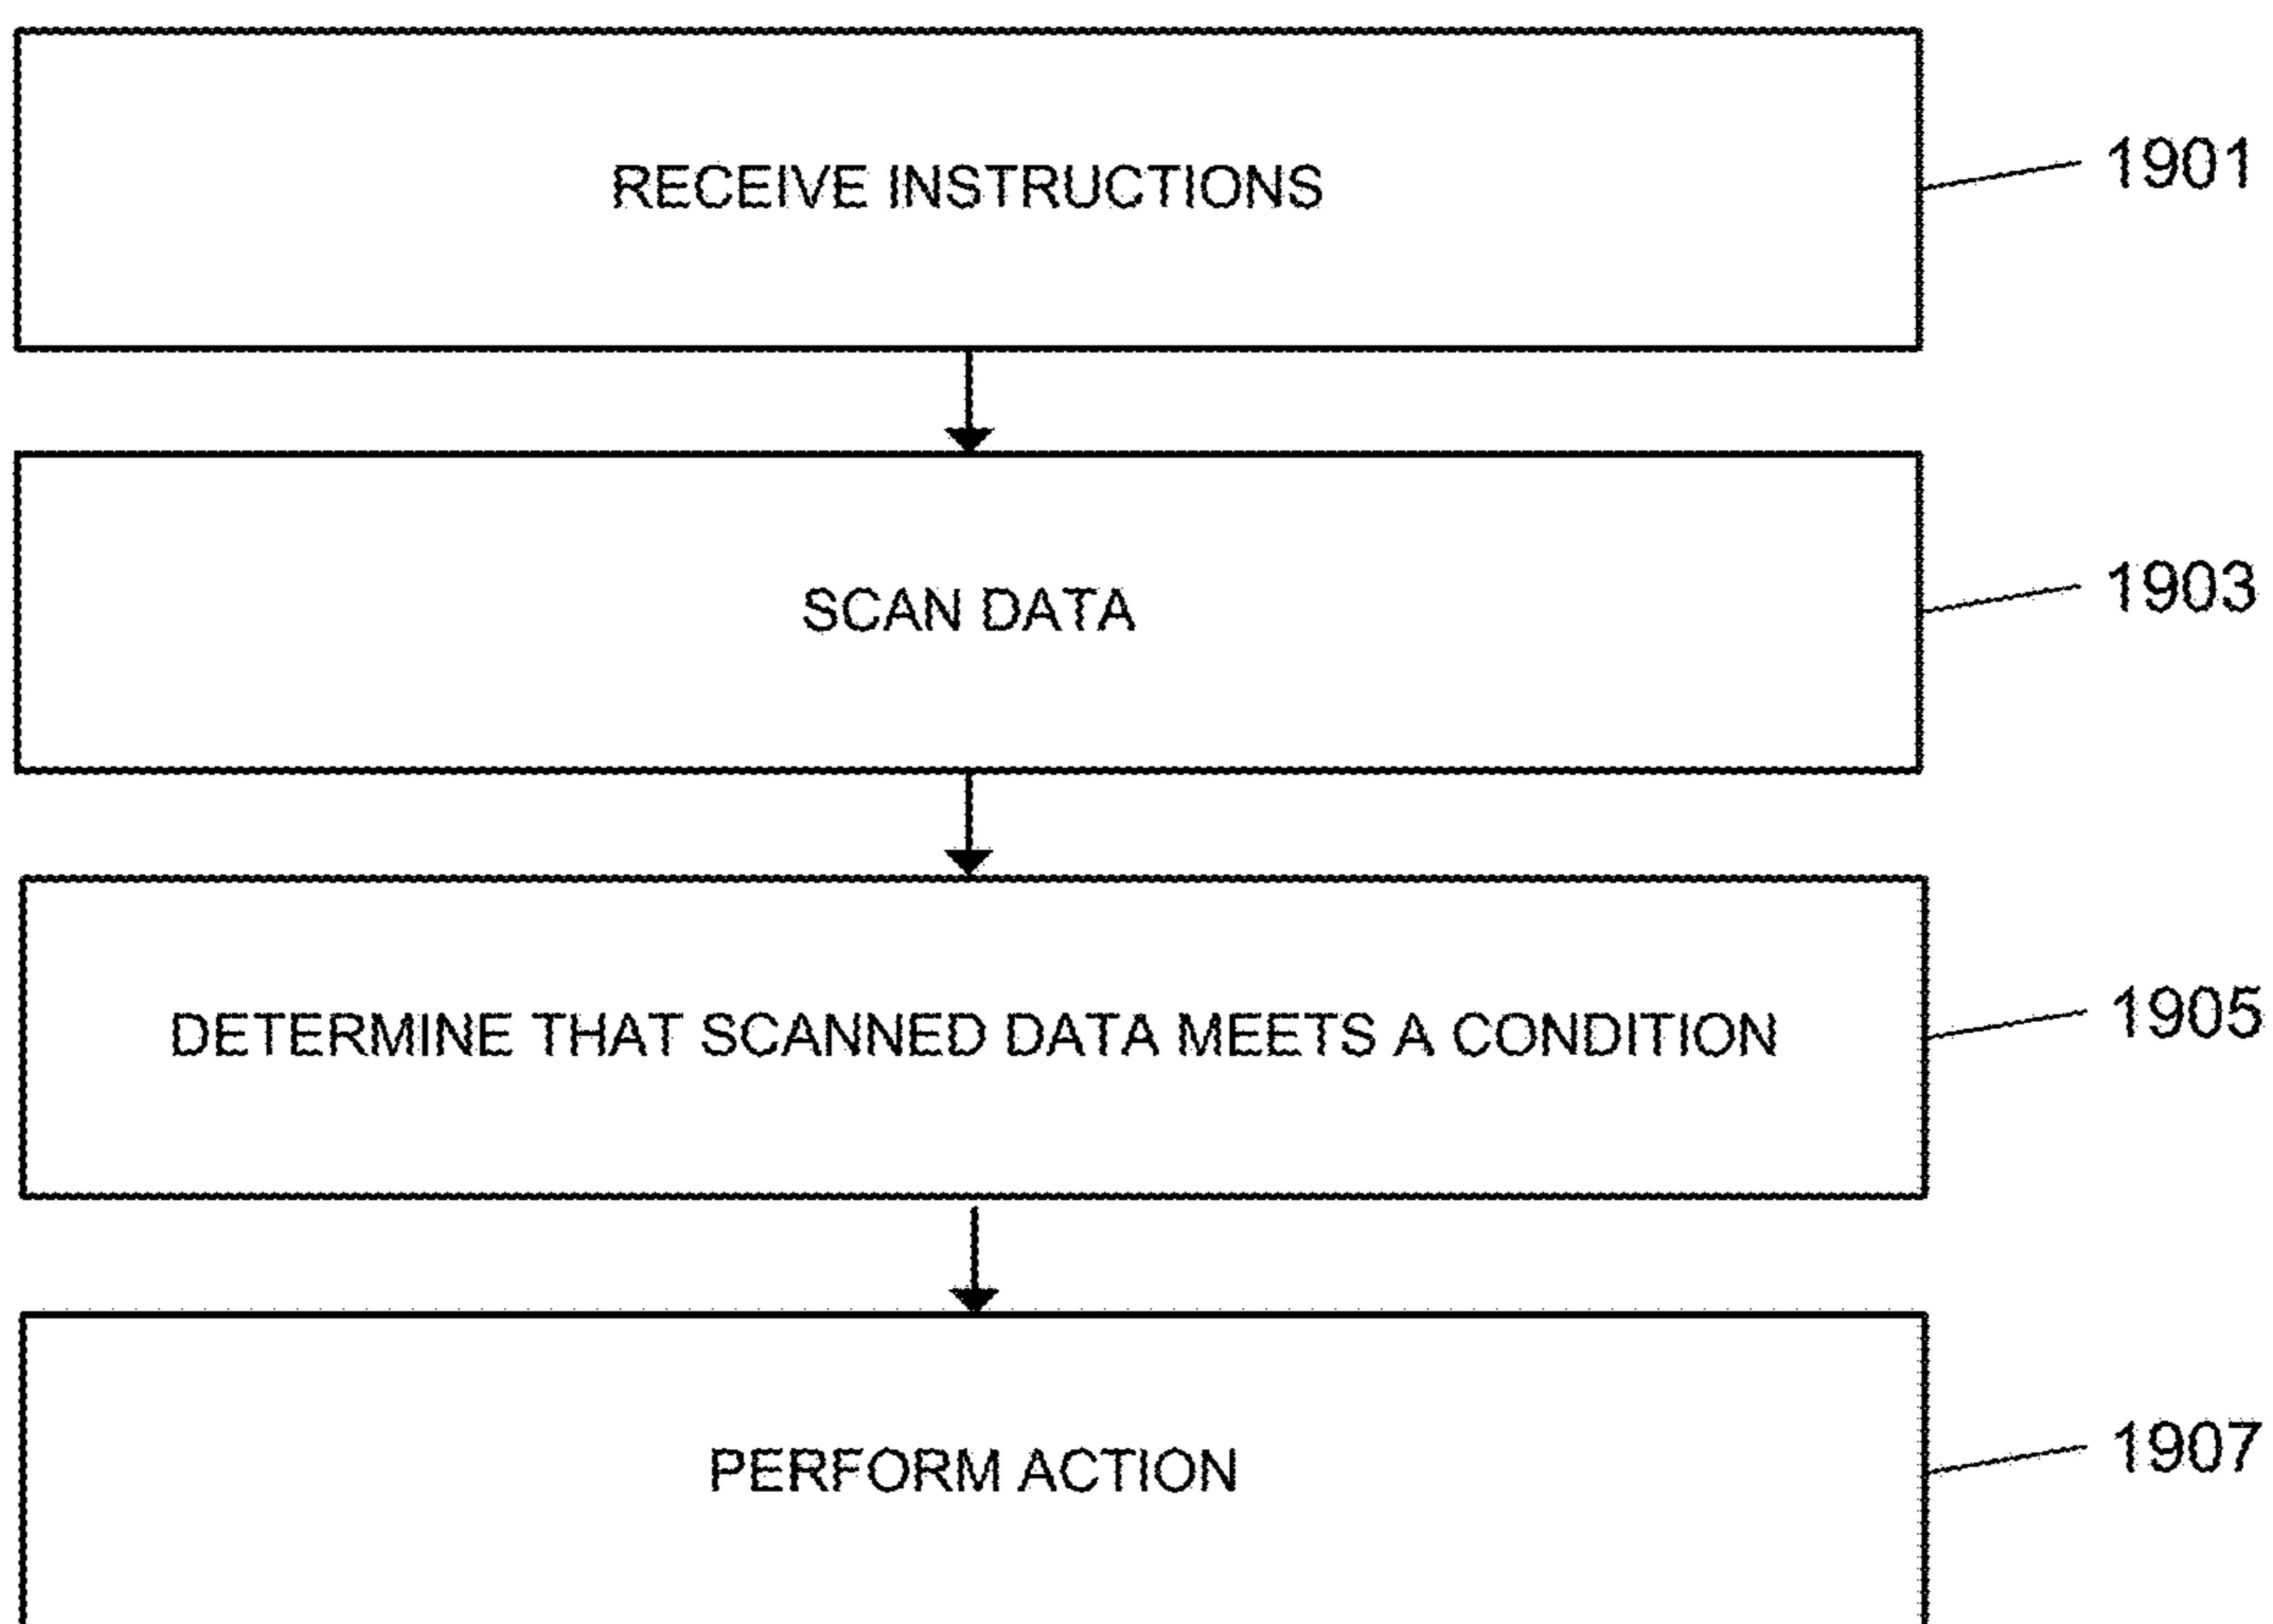 RECEIVE INSTRUCTIONS
1901
SCAN DATA
1903
DETERMINE THAT SCANNED DATA MEETS A CONDITION
1905
PERFORM ACTION
1907